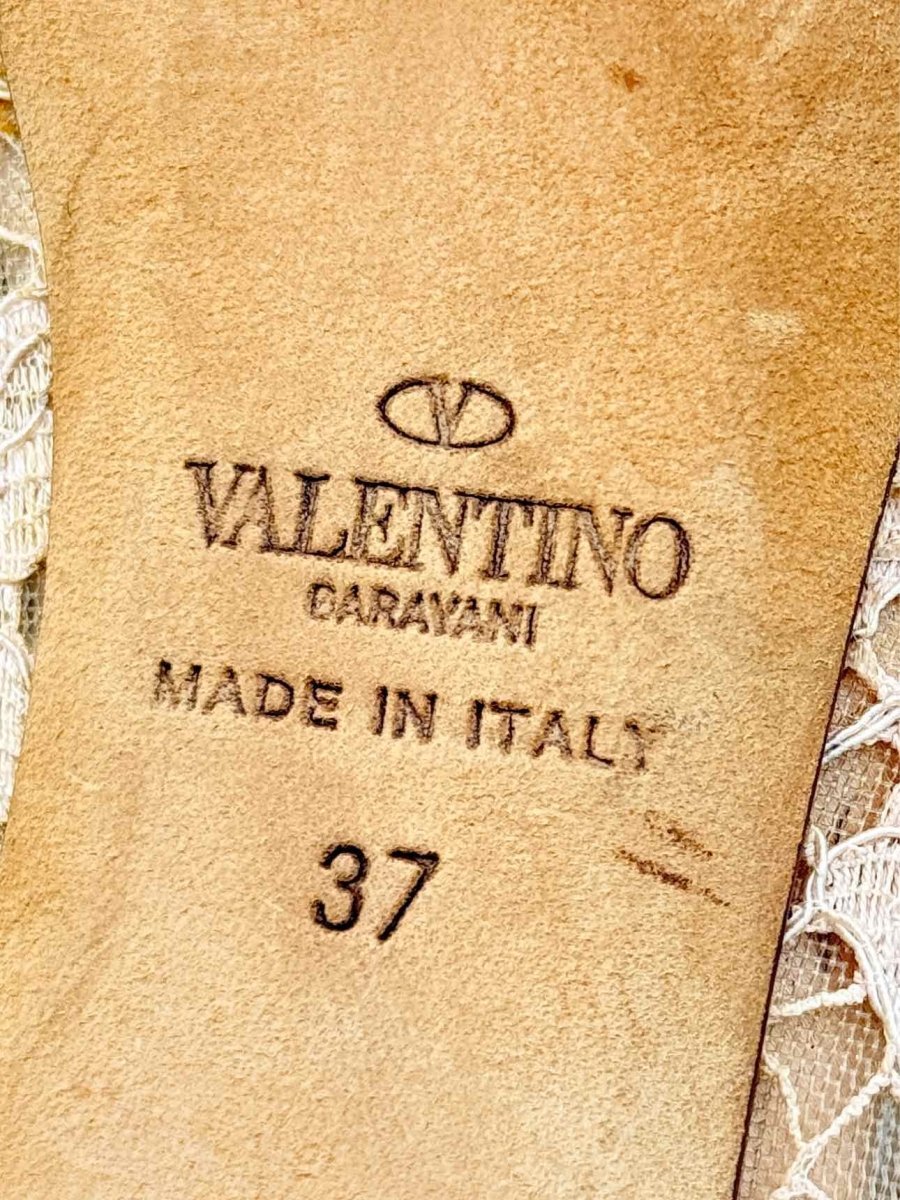 V
VALENTINO
GARAVANI
MADE IN ITALY
37